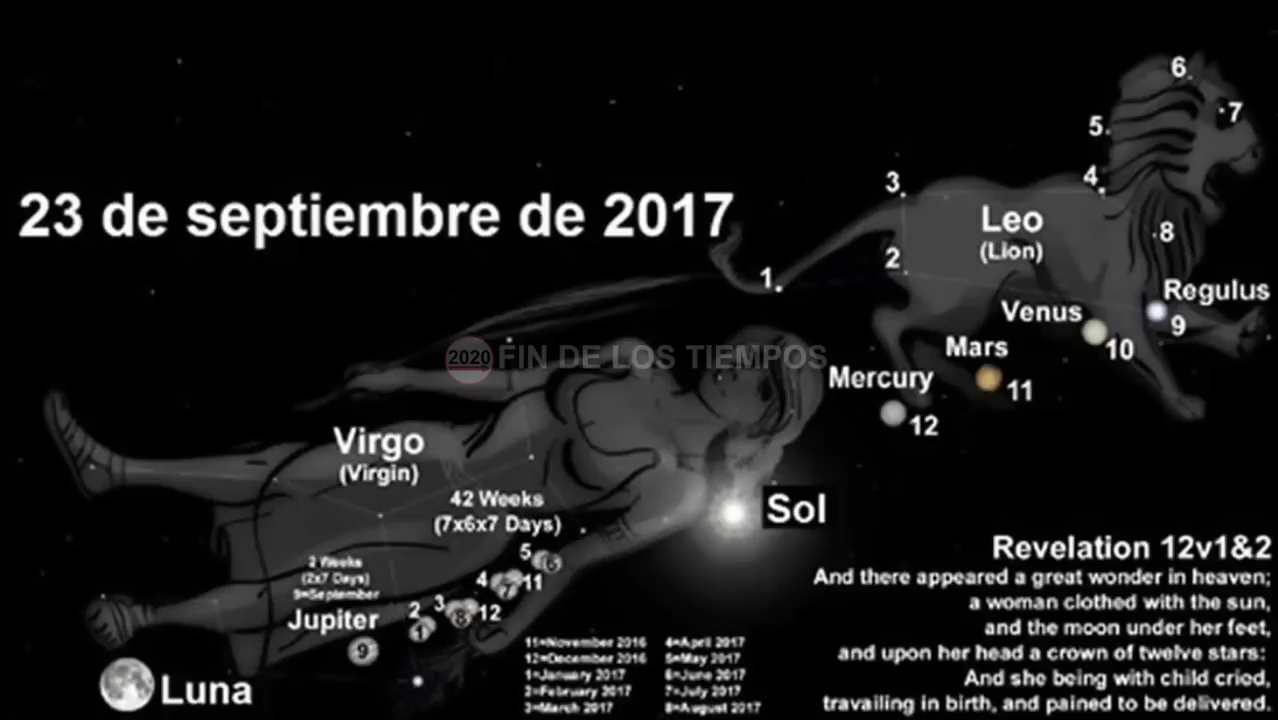 6
7
5
3
4
23 de septiembre de 2017
Leo
(Lion)
8
2
1
Regulus
9
Venus
10
2020 FIN DE LOS TIEMPOS
Mars
11
Mercury
12
Virgo
(Virgin)
42 Weeks
(7x6x7 Days)
Sol
Revelation 12v1&2
And there appeared a great wonder in heaven;
a woman clothed with the sun,
and the moon under her feet,
and upon her head a crown of twelve stars:
And she being with child cried,
travailing in birth, and pained to be delivered.
5
6
4
7
11
2 Weeks
(2x7 Days)
9=September
Jupiter
2
3
12
1
8
9
11=November 2016
12=December 2016
1=January 2017
2=February 2017
3=March 2017
4=April 2017
5=May 2017
6=June 2017
7=July 2017
8=August 2017
Luna